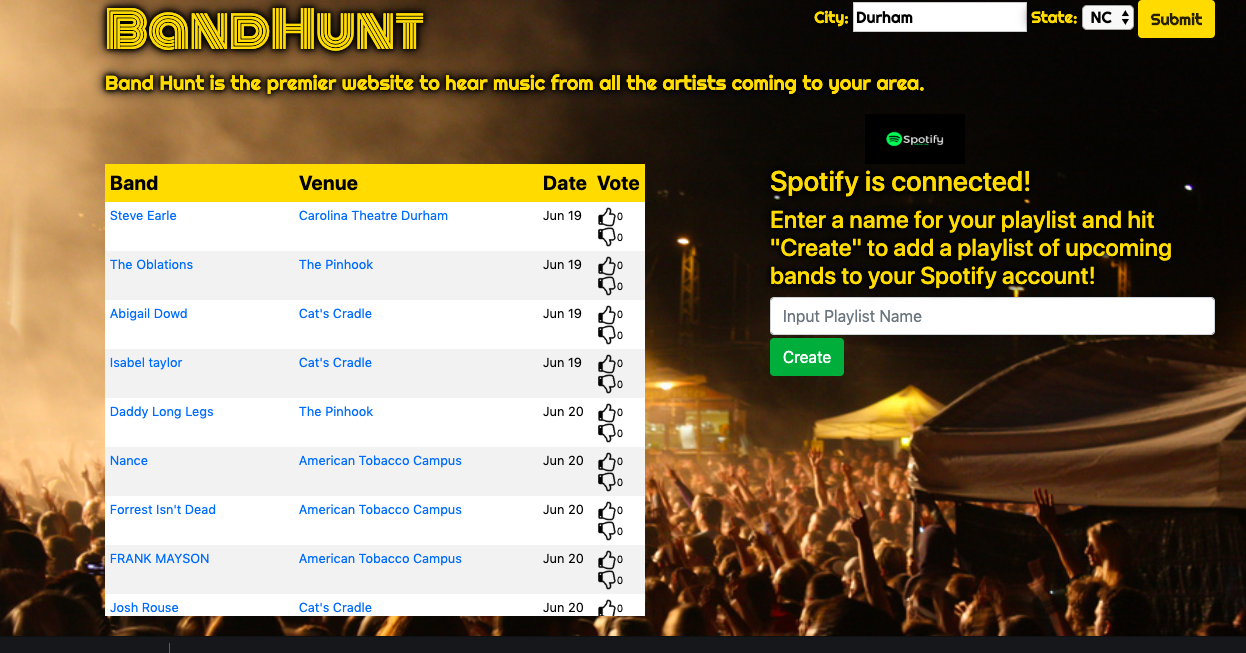 BandHunt
City: Durham State: NC Submit
Band Hunt is the premier website to hear music from all the artists coming to your area.
Spotify
Spotify is connected!
Enter a name for your playlist and hit
"Create" to add a playlist of upcoming
bands to your Spotify account!
Input Playlist Name
Create
Band Venue Date Vote
Steve Earle Carolina Theatre Durham Jun 19 0
0
The Oblations The Pinhook Jun 19 0
0
Abigail Dowd Cat's Cradle Jun 19 0
0
Isabel taylor Cat's Cradle Jun 19 0
0
Daddy Long Legs The Pinhook Jun 20 0
0
Nance American Tobacco Campus Jun 20 0
0
Forrest Isn't Dead American Tobacco Campus Jun 20 0
0
FRANK MAYSON American Tobacco Campus Jun 20 0
0
Josh Rouse Cat's Cradle Jun 20 0